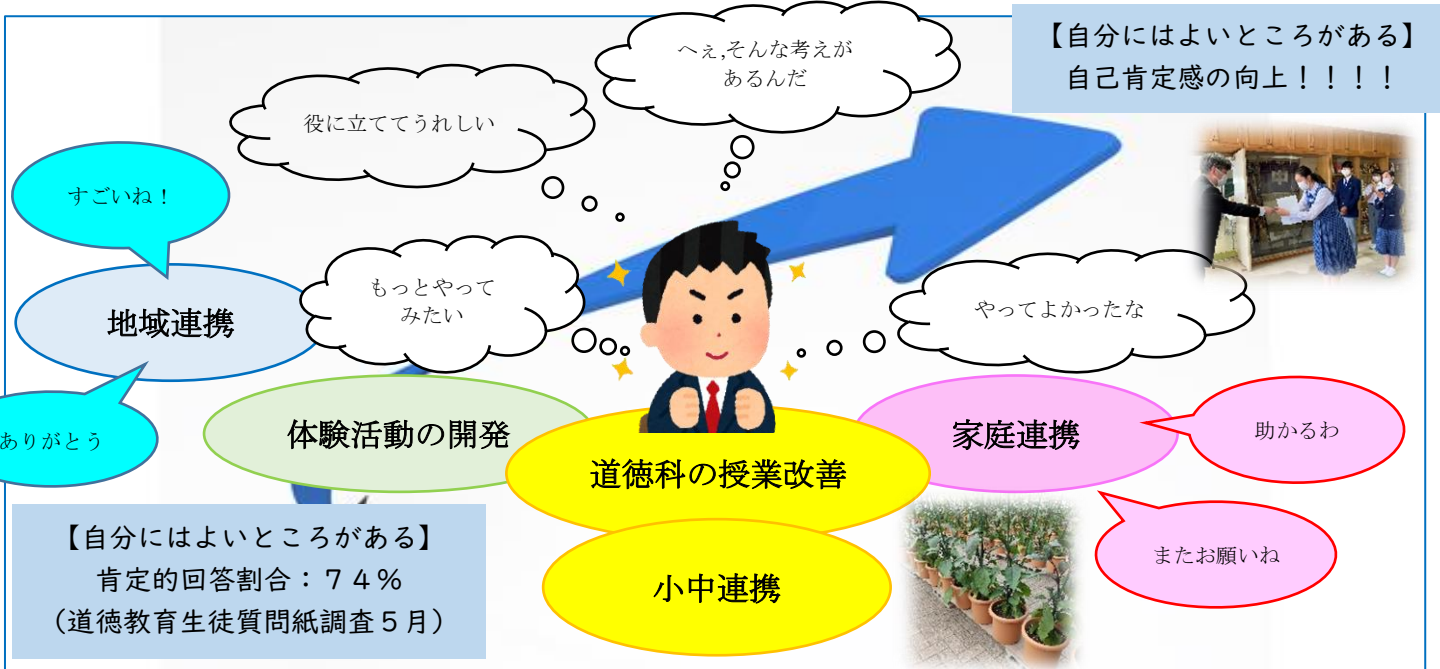 へぇ,そんな考えが
あるんだ
【自分にはよいところがある】
自己肯定感の向上！！！！
役に立ててうれしい
すごいね！
もっとやって
みたい
やってよかったな
地域連携
ありがとう
体験活動の開発
道徳科の授業改善
家庭連携
助かるわ
またお願いね
小中連携
【自分にはよいところがある】
肯定的回答割合：７４％
（道徳教育生徒質問紙調査５月）